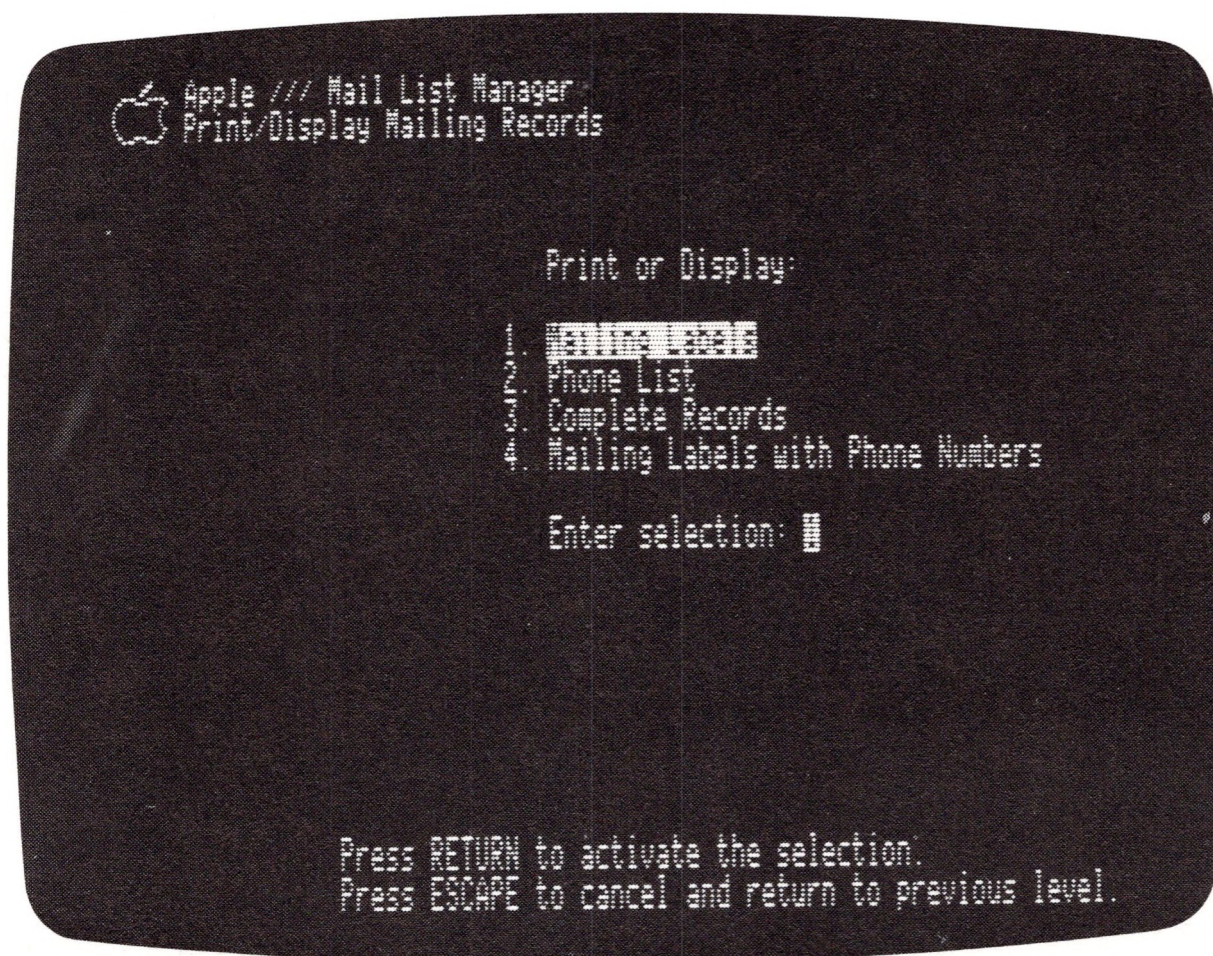 Apple /// Mail List Manager
Print/Display Mailing Records
Print or Display:
1. Mailing Labels
2. Phone List
3. Complete Records
4. Mailing Labels with Phone Numbers
Enter selection:
Press RETURN to activate the selection.
Press ESCAPE to cancel and return to previous level.